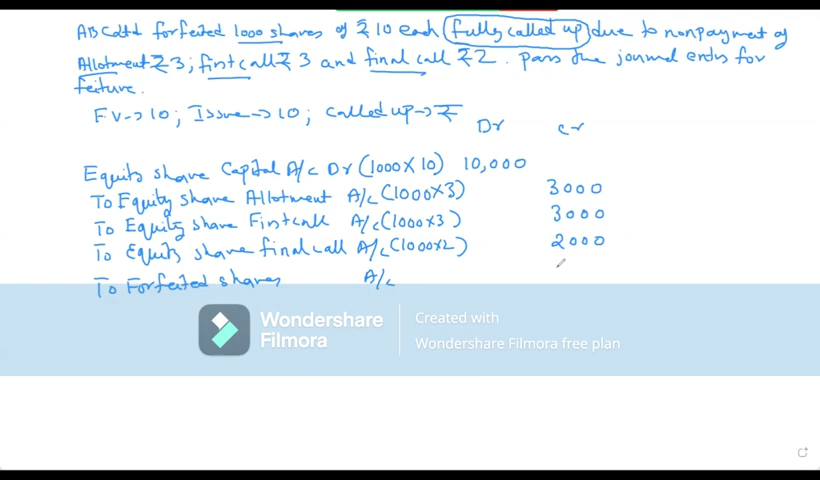 ABC Ltd forfeited 1000 shares of ₹10 each fully called up due to nonpayment of
Allotment ₹3; first call ₹3 and final call ₹2. Pass the journal entry for
feiture.
FV→10; Issue→10; Called up→₹
Dr Cr
Equity share Capital A/c Dr (1000×10) 10,000
To Equity share Allotment A/c (1000×3) 3000
To Equity share First call A/c (1000×3) 3000
To Equity share final call A/c (1000×2) 2000
To Forfeited shares A/c
Wondershare
Filmora
Created with
Wondershare Filmora free plan